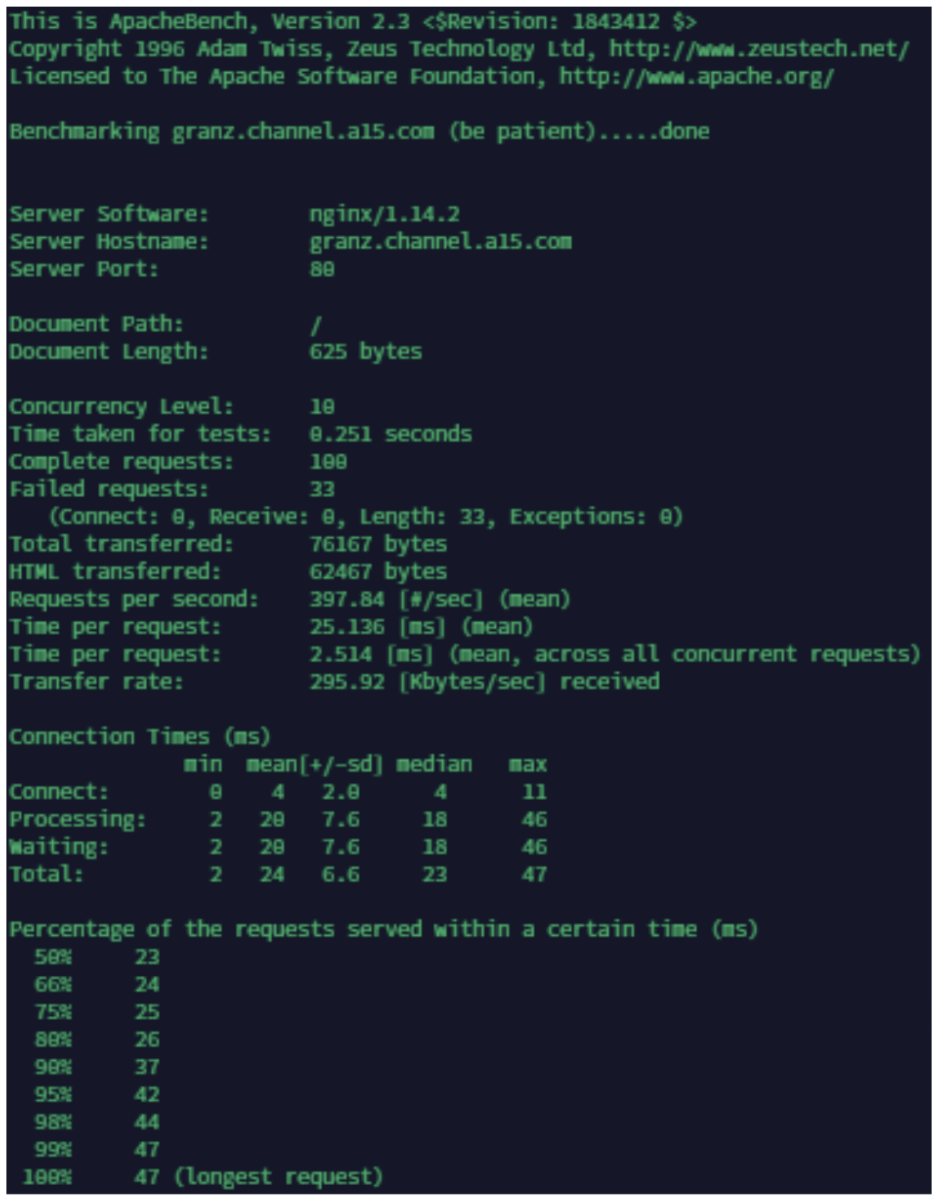 This is ApacheBench, Version 2.3 <$Revision: 1843412 $>
Copyright 1996 Adam Twiss, Zeus Technology Ltd, http://www.zeustech.net/
Licensed to The Apache Software Foundation, http://www.apache.org/

Benchmarking granz.channel.a15.com (be patient).....done


Server Software:        nginx/1.14.2
Server Hostname:        granz.channel.a15.com
Server Port:            80

Document Path:          /
Document Length:        625 bytes

Concurrency Level:      10
Time taken for tests:   0.251 seconds
Complete requests:      100
Failed requests:        33
   (Connect: 0, Receive: 0, Length: 33, Exceptions: 0)
Total transferred:      76167 bytes
HTML transferred:       62467 bytes
Requests per second:    397.84 [#/sec] (mean)
Time per request:       25.136 [ms] (mean)
Time per request:       2.514 [ms] (mean, across all concurrent requests)
Transfer rate:          295.92 [Kbytes/sec] received

Connection Times (ms)
              min  mean[+/-sd] median   max
Connect:        0    4   2.0      4      11
Processing:     2   20   7.6     18      46
Waiting:        2   20   7.6     18      46
Total:          2   24   6.6     23      47

Percentage of the requests served within a certain time (ms)
  50%     23
  66%     24
  75%     25
  80%     26
  90%     37
  95%     42
  98%     44
  99%     47
 100%     47 (longest request)